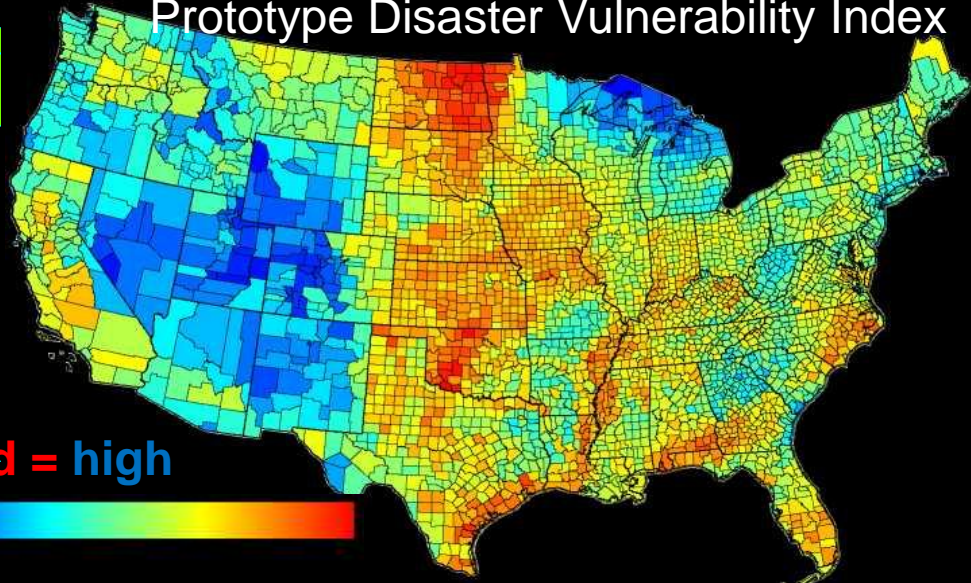 Prototype Disaster Vulnerability Index
d = high